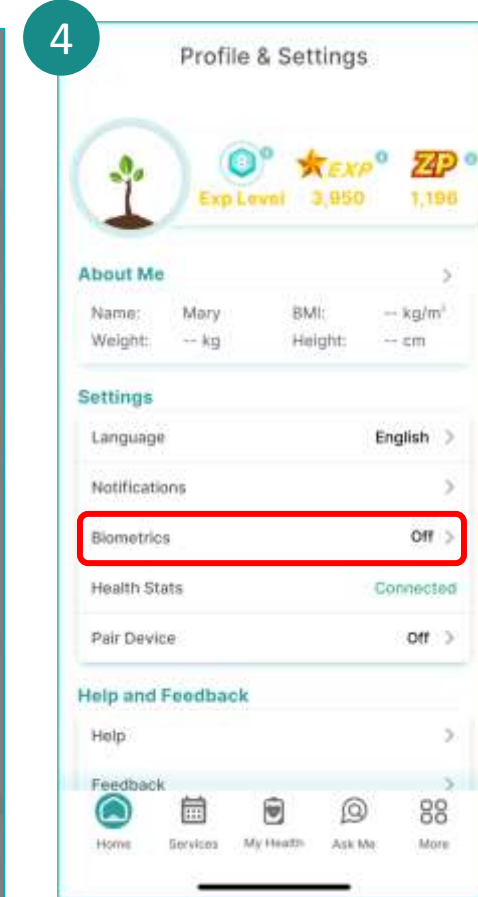 4
Profile & Settings
EXP ZP
Exp Level 3,950 1,196
About Me
Name: Mary BMI: -- kg/m²
Weight: -- kg Height: -- cm
Settings
Language English
Notifications
Biometrics Off
Health Stats Connected
Pair Device Off
Help and Feedback
Help
Feedback
Home Services My Health Ask Me More